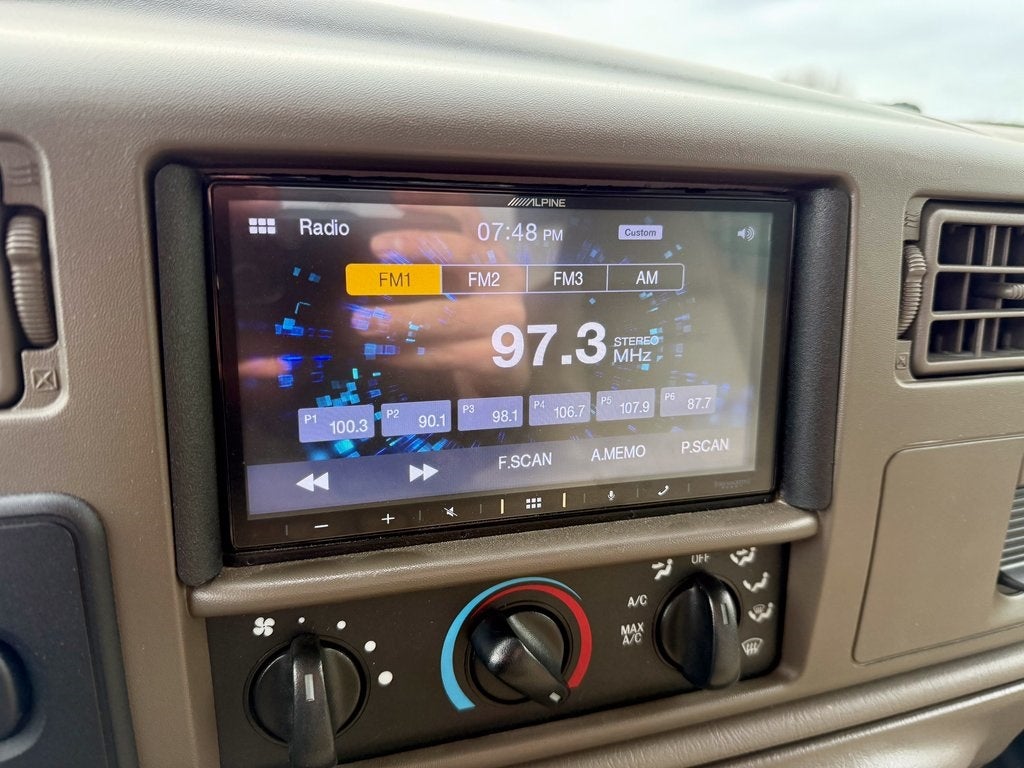 ALPINE
Radio 07:48 PM Custom
FM1 FM2 FM3 AM
97.3 STEREO MHz
P1 100.3 P2 90.1 P3 98.1 P4 106.7 P5 107.9 P6 87.7
F.SCAN A.MEMO P.SCAN
OFF
A/C
MAX A/C